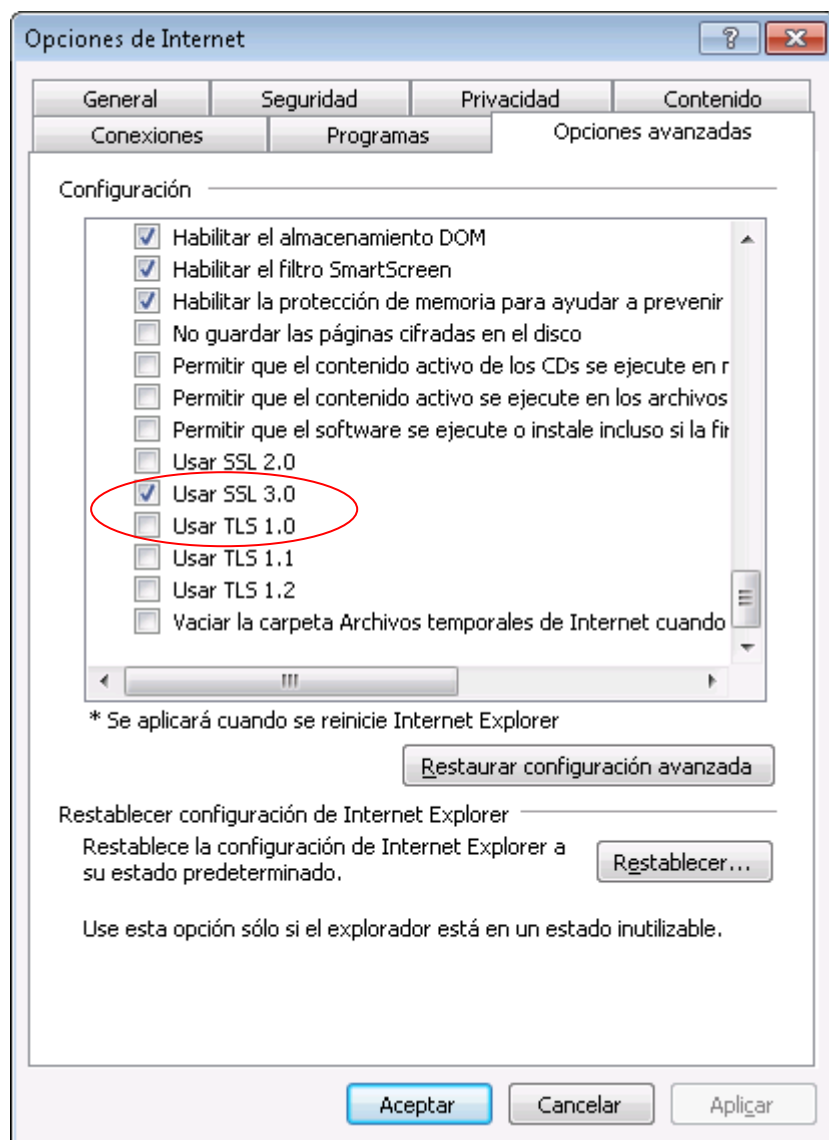 Opciones de Internet
General Seguridad Privacidad Contenido
Conexiones Programas Opciones avanzadas
Configuración
Habilitar el almacenamiento DOM
Habilitar el filtro SmartScreen
Habilitar la protección de memoria para ayudar a prevenir
No guardar las páginas cifradas en el disco
Permitir que el contenido activo de los CDs se ejecute en
Permitir que el contenido activo se ejecute en los archivos
Permitir que el software se ejecute o instale incluso si la
Usar SSL 2.0
Usar SSL 3.0
Usar TLS 1.0
Usar TLS 1.1
Usar TLS 1.2
Vaciar la carpeta Archivos temporales de Internet cuando
* Se aplicará cuando se reinicie Internet Explorer
Restaurar configuración avanzada
Restablecer configuración de Internet Explorer
Restablece la configuración de Internet Explorer a
su estado predeterminado.
Restablecer...
Use esta opción sólo si el explorador está en un estado inutilizable.
Aceptar Cancelar Aplicar